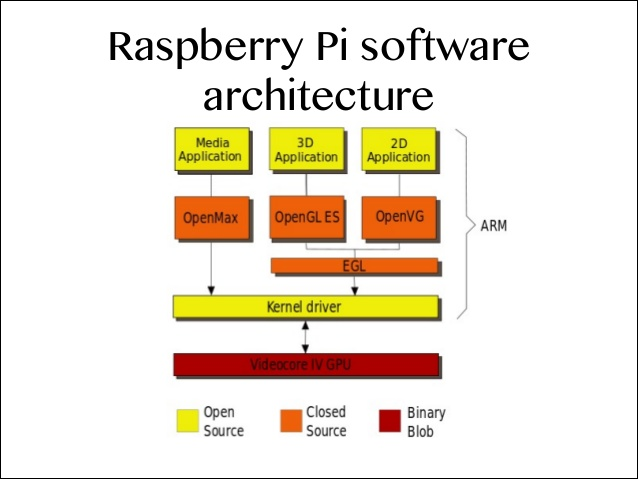 Raspberry Pi software
architecture
Media
Application
3D
Application
2D
Application
OpenMax
OpenGL ES
OpenVG
ARM
EGL
Kernel driver
Videocore IV GPU
Open
Source
Closed
Source
Binary
Blob